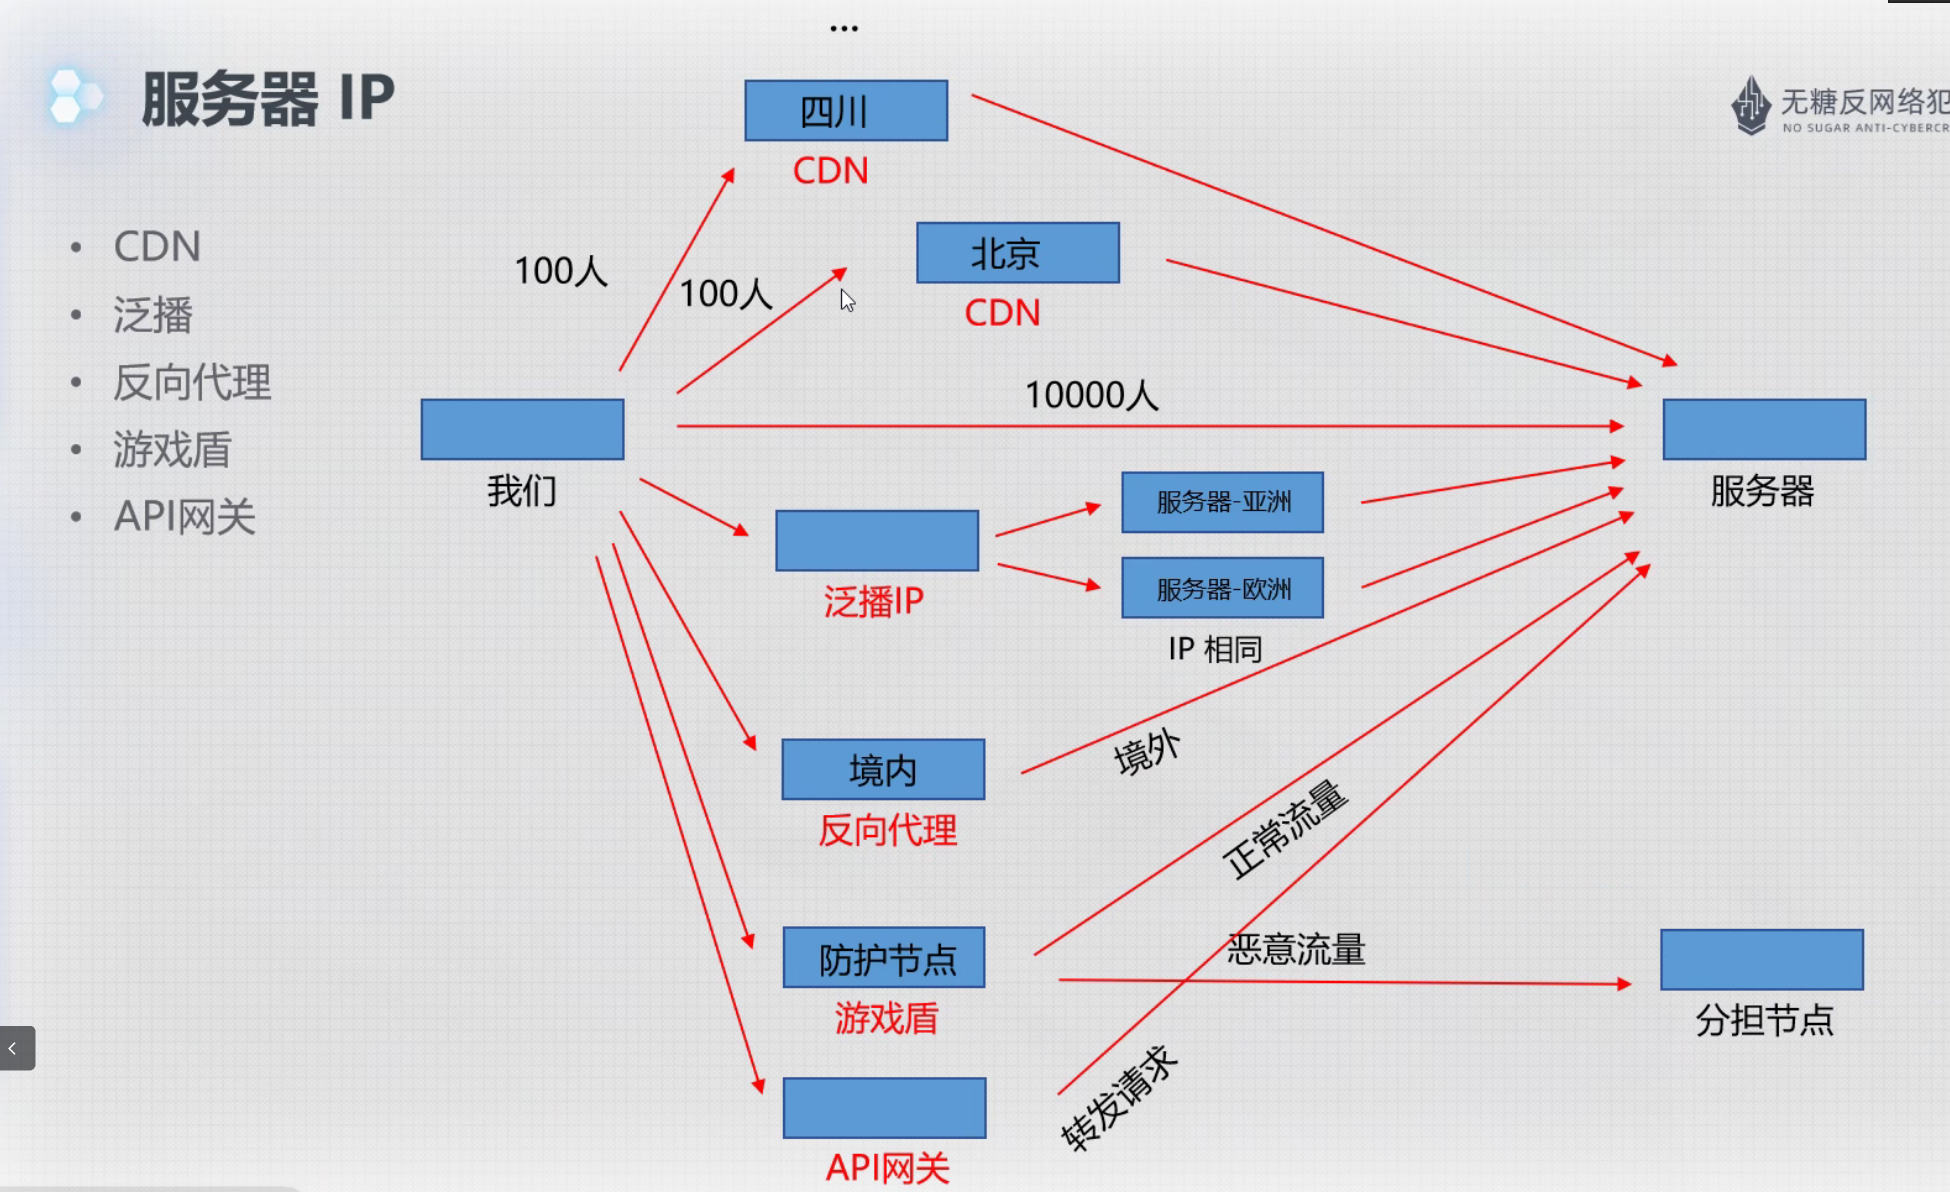 ...
服务器 IP
无糖反网络犯
NO SUGAR ANTI-CYBERCR
• CDN
• 泛播
• 反向代理
• 游戏盾
• API网关
四川
CDN
100人
100人
北京
CDN
10000人
我们
服务器
服务器-亚洲
泛播IP
服务器-欧洲
IP 相同
境内
反向代理
境外
正常流量
防护节点
游戏盾
恶意流量
分担节点
转发请求
API网关